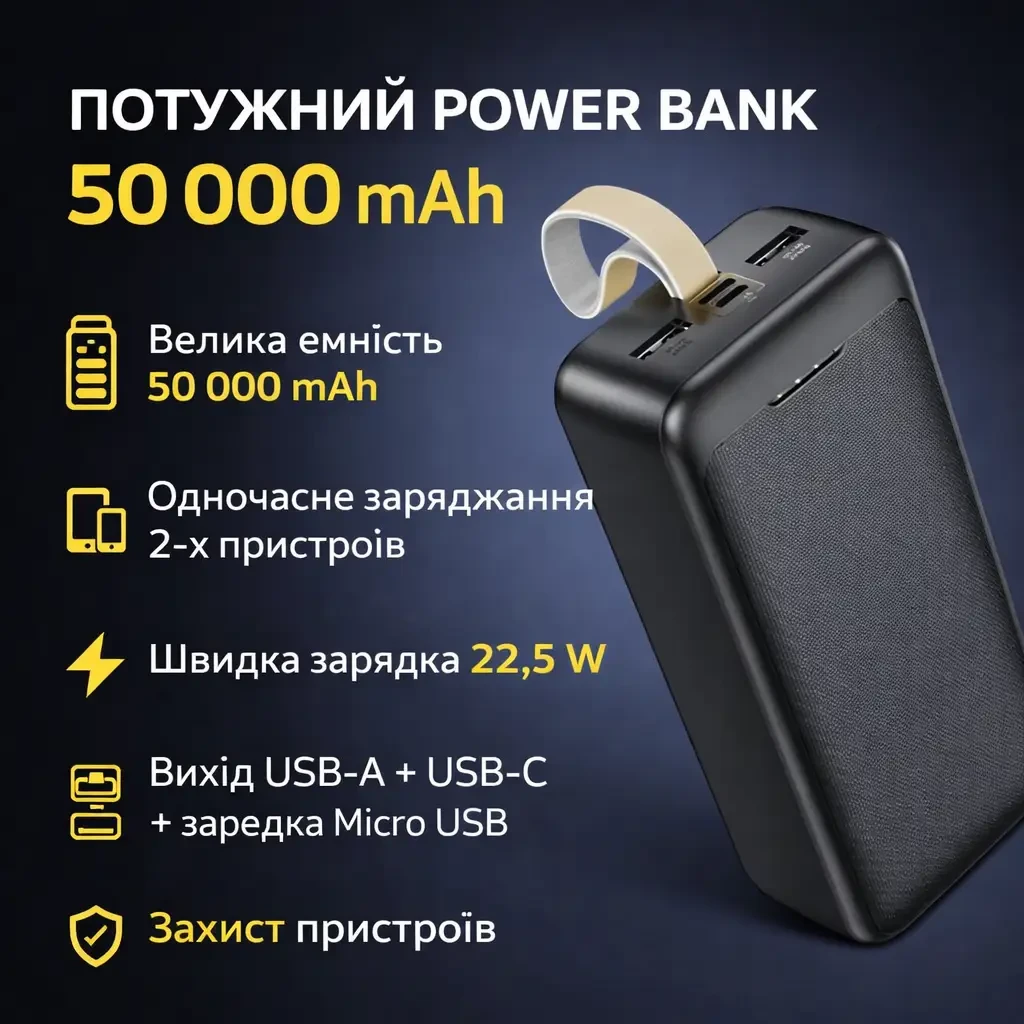 ПОТУЖНИЙ POWER BANK
50 000 mAh
Велика емність
50 000 mAh
Одночасне заряджання
2-х пристроїв
Швидка зарядка 22,5 W
Вихід USB-A + USB-C
+ заредка Micro USB
Захист пристроїв